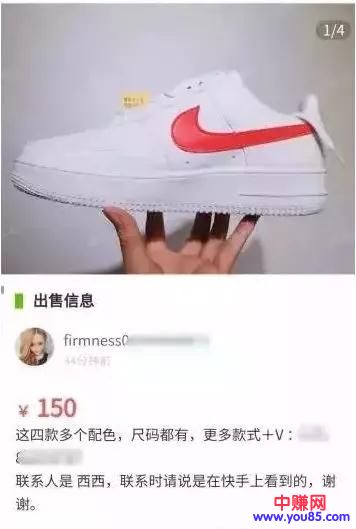 1/4
出售信息
firmness0
44分钟前
¥ 150
这四款多个配色，尺码都有，更多款式＋V：
8
联系人是 西西，联系时请说是在快手上看到的，谢
谢。
中赚网
www.you85.com